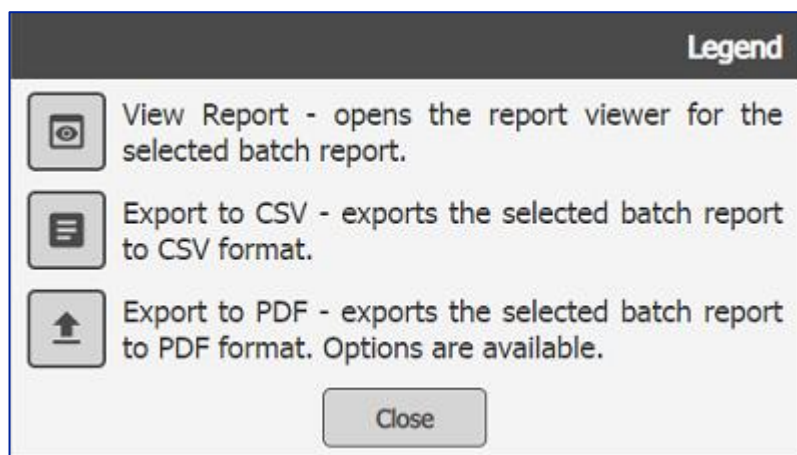 Legend
View Report - opens the report viewer for the
selected batch report.
Export to CSV - exports the selected batch report
to CSV format.
Export to PDF - exports the selected batch report
to PDF format. Options are available.
Close